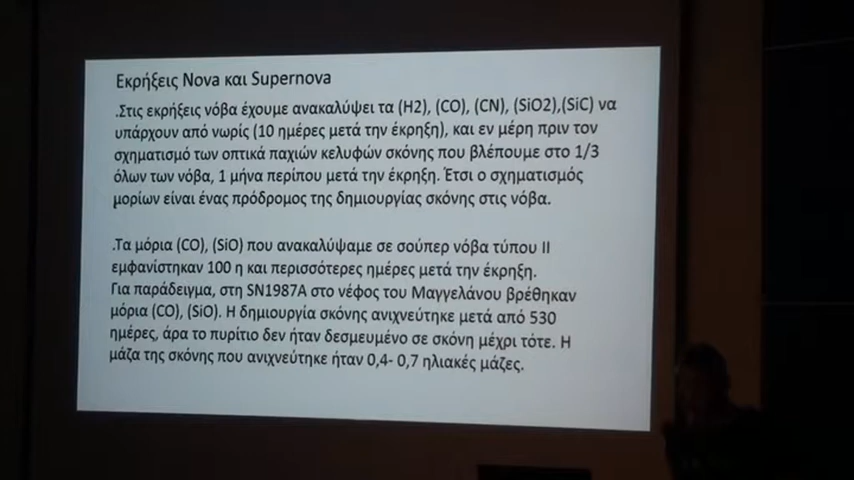 Εκρήξεις Nova και Supernova
.Στις εκρήξεις νόβα έχουμε ανακαλύψει τα (H2), (CO), (CN), (SiO2),(SiC) να
υπάρχουν από νωρίς (10 ημέρες μετά την έκρηξη), και εν μέρη πριν τον
σχηματισμό των οπτικά παχιών κελυφών σκόνης που βλέπουμε στο 1/3
όλων των νόβα, 1 μήνα περίπου μετά την έκρηξη. Έτσι ο σχηματισμός
μορίων είναι ένας πρόδρομος της δημιουργίας σκόνης στις νόβα.
.Τα μόρια (CO), (SiO) που ανακαλύψαμε σε σούπερ νόβα τύπου ΙΙ
εμφανίστηκαν 100 η και περισσότερες ημέρες μετά την έκρηξη.
Για παράδειγμα, στη SN1987A στο νέφος του Μαγγελάνου βρέθηκαν
μόρια (CO), (SiO). Η δημιουργία σκόνης ανιχνεύτηκε μετά από 530
ημέρες, άρα το πυρίτιο δεν ήταν δεσμευμένο σε σκόνη μέχρι τότε. Η
μάζα της σκόνης που ανιχνεύτηκε ήταν 0,4- 0,7 ηλιακές μάζες.